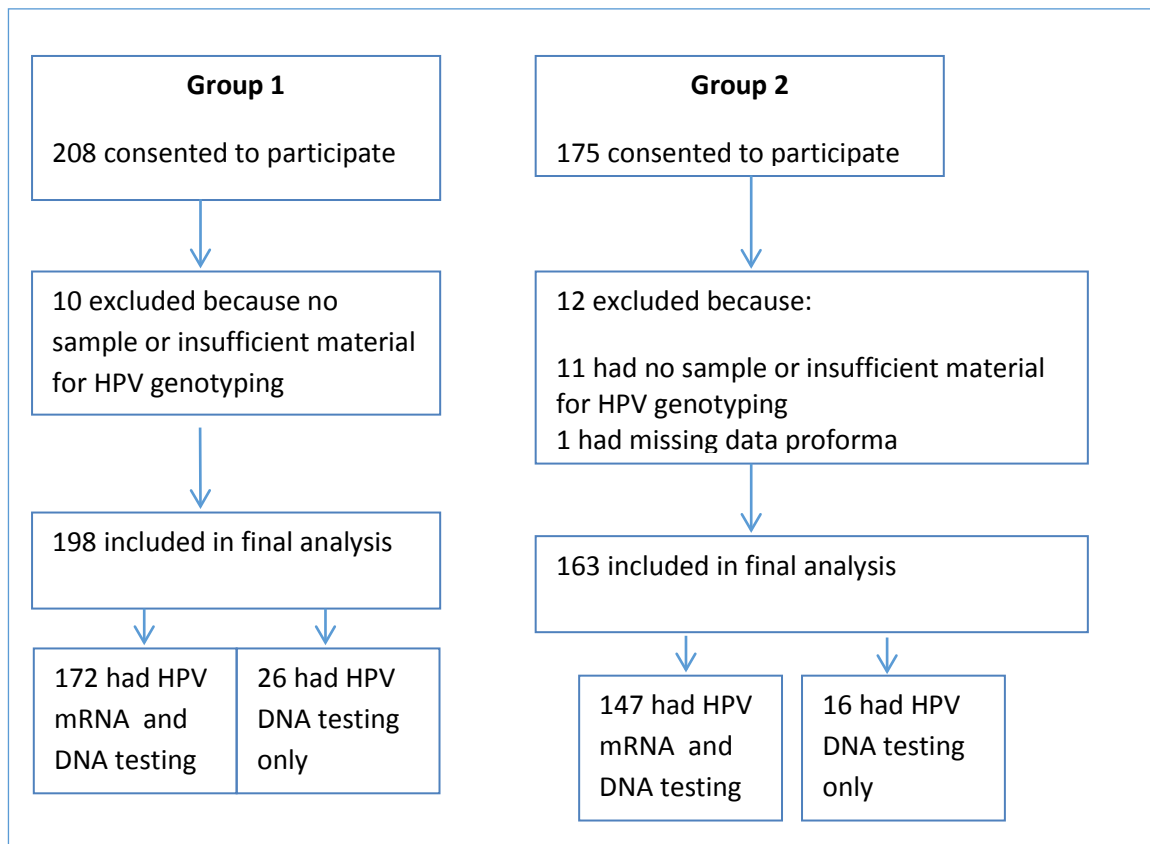 Group 1
208 consented to participate
10 excluded because no
sample or insufficient material
for HPV genotyping
198 included in final analysis
172 had HPV
mRNA and
DNA testing
26 had HPV
DNA testing
only
Group 2
175 consented to participate
12 excluded because:
11 had no sample or insufficient material
for HPV genotyping
1 had missing data proforma
163 included in final analysis
147 had HPV
mRNA and
DNA testing
16 had HPV
DNA testing
only